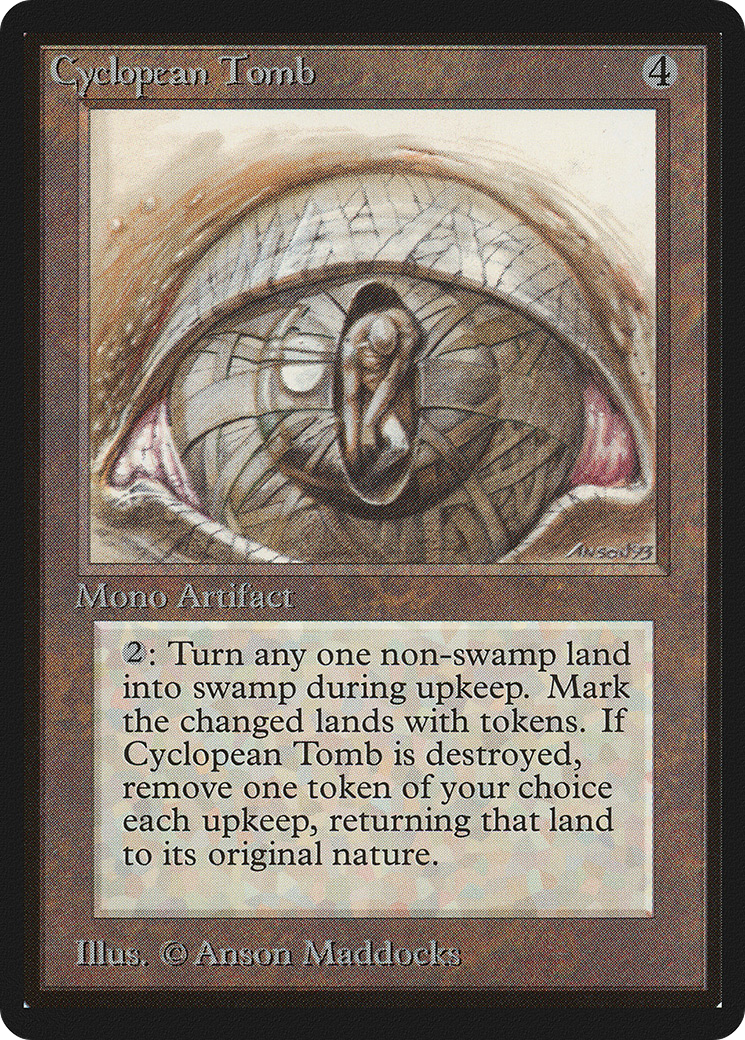 Cyclopean Tomb 4
ANSON93
Mono Artifact
2: Turn any one non-swamp land
into swamp during upkeep. Mark
the changed lands with tokens. If
Cyclopean Tomb is destroyed,
remove one token of your choice
each upkeep, returning that land
to its original nature.
Illus. © Anson Maddocks